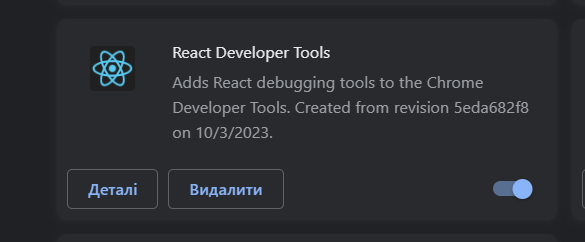 React Developer Tools
Adds React debugging tools to the Chrome
Developer Tools. Created from revision 5eda682f8
on 10/3/2023.
Деталі Видалити